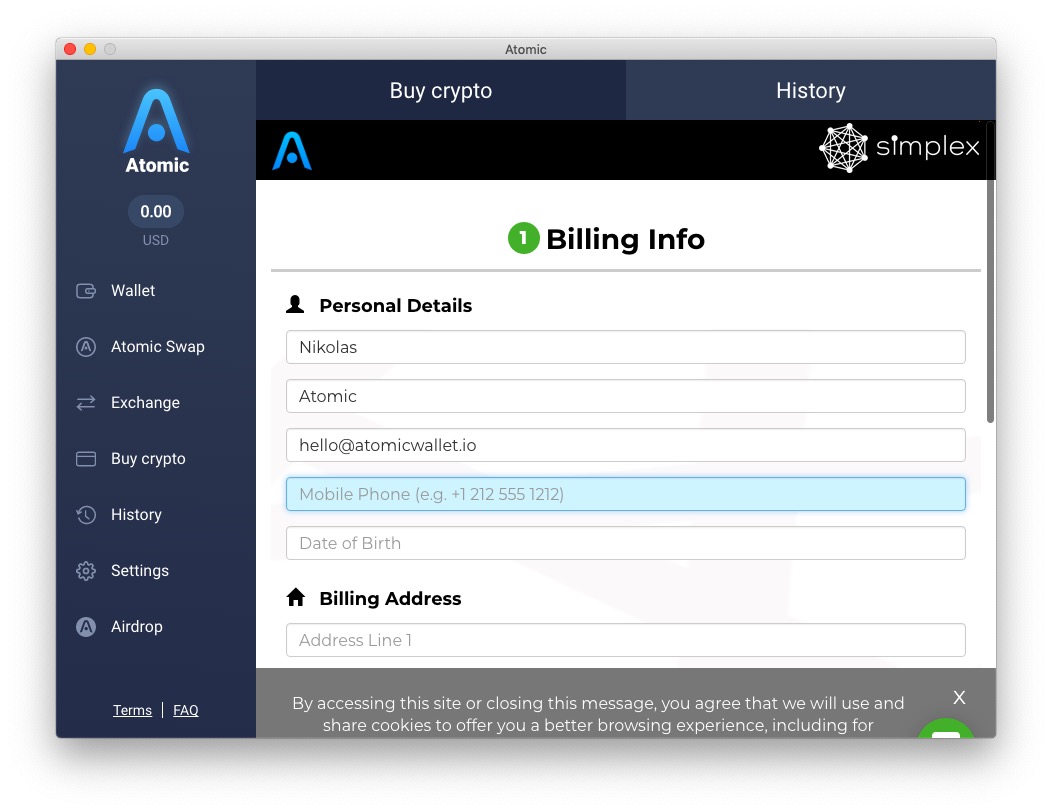 Atomic
Atomic
0.00
USD
Wallet
Atomic Swap
Exchange
Buy crypto
History
Settings
Airdrop
Terms | FAQ
Buy crypto
History
simplex
1 Billing Info
Personal Details
Nikolas
Atomic
hello@atomicwallet.io
Mobile Phone (e.g. +1 212 555 1212)
Date of Birth
Billing Address
Address Line 1
By accessing this site or closing this message, you agree that we will use and
share cookies to offer you a better browsing experience, including for
X